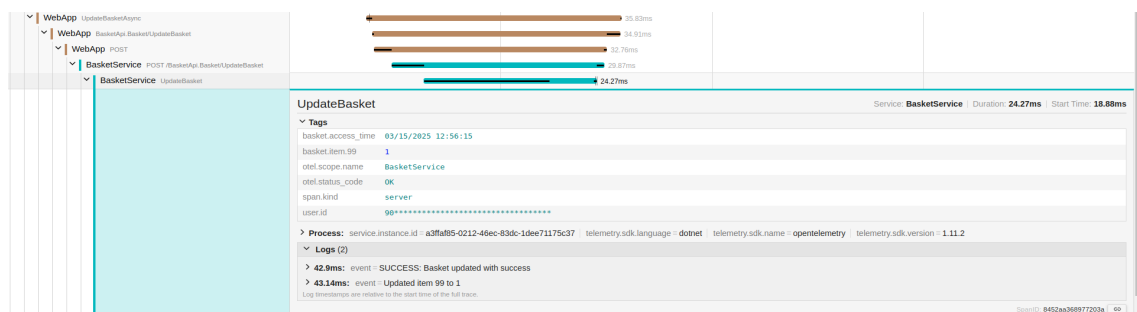 WebApp UpdateBasketAsync 35.83ms
WebApp BasketApi.Basket/UpdateBasket 34.91ms
WebApp POST 32.76ms
BasketService POST /BasketApi.Basket/UpdateBasket 29.87ms
BasketService UpdateBasket 24.27ms
UpdateBasket Service: BasketService | Duration: 24.27ms | Start Time: 18.88ms
Tags
basket.access_time 03/15/2025 12:56:15
basket.item.99 1
otel.scope.name BasketService
otel.status_code OK
span.kind server
user.id 90**********************************
Process: service.instance.id = a3ffaf85-0212-46ec-83dc-1dee71175c37 | telemetry.sdk.language = dotnet | telemetry.sdk.name = opentelemetry | telemetry.sdk.version = 1.11.2
Logs (2)
42.9ms: event = SUCCESS: Basket updated with success
43.14ms: event = Updated item 99 to 1
Log timestamps are relative to the start time of the full trace.
SpanID: 8452aa368977203a